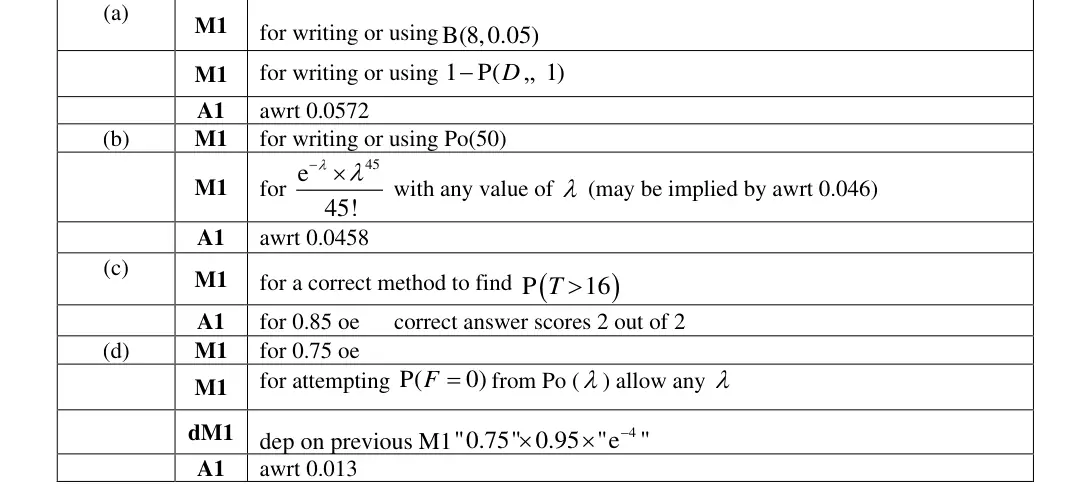 (a) M1 for writing or using B(8, 0.05)
M1 for writing or using 1 − P(D ,, 1)
A1 awrt 0.0572
(b) M1 for writing or using Po(50)
M1 for e^{−λ} × λ^{45} / 45! with any value of λ (may be implied by awrt 0.046)
A1 awrt 0.0458
(c) M1 for a correct method to find P(T > 16)
A1 for 0.85 oe correct answer scores 2 out of 2
(d) M1 for 0.75 oe
M1 for attempting P(F = 0) from Po (λ) allow any λ
dM1 dep on previous M1 "0.75"×0.95×"e^{−4}"
A1 awrt 0.013